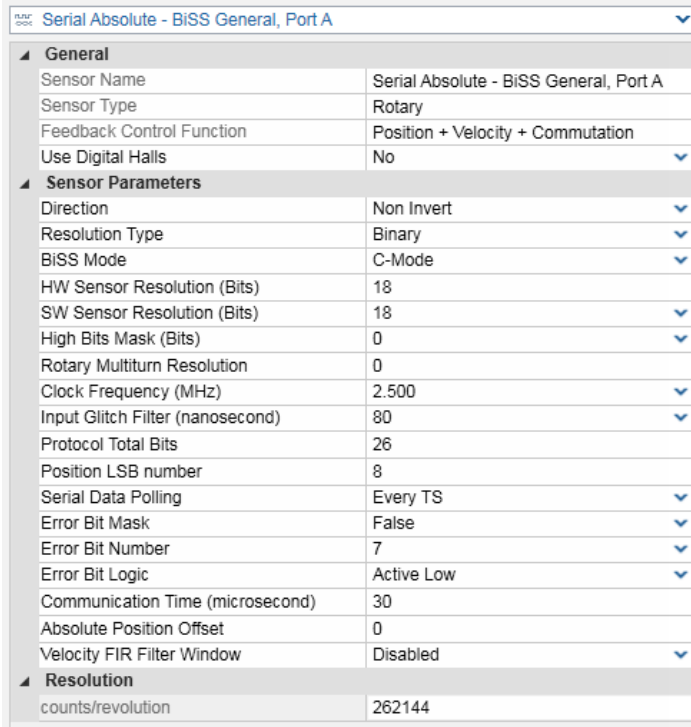 Serial Absolute - BiSS General, Port A
General
Sensor Name Serial Absolute - BiSS General, Port A
Sensor Type Rotary
Feedback Control Function Position + Velocity + Commutation
Use Digital Halls No
Sensor Parameters
Direction Non Invert
Resolution Type Binary
BiSS Mode C-Mode
HW Sensor Resolution (Bits) 18
SW Sensor Resolution (Bits) 18
High Bits Mask (Bits) 0
Rotary Multiturn Resolution 0
Clock Frequency (MHz) 2.500
Input Glitch Filter (nanosecond) 80
Protocol Total Bits 26
Position LSB number 8
Serial Data Polling Every TS
Error Bit Mask False
Error Bit Number 7
Error Bit Logic Active Low
Communication Time (microsecond) 30
Absolute Position Offset 0
Velocity FIR Filter Window Disabled
Resolution
counts/revolution 262144